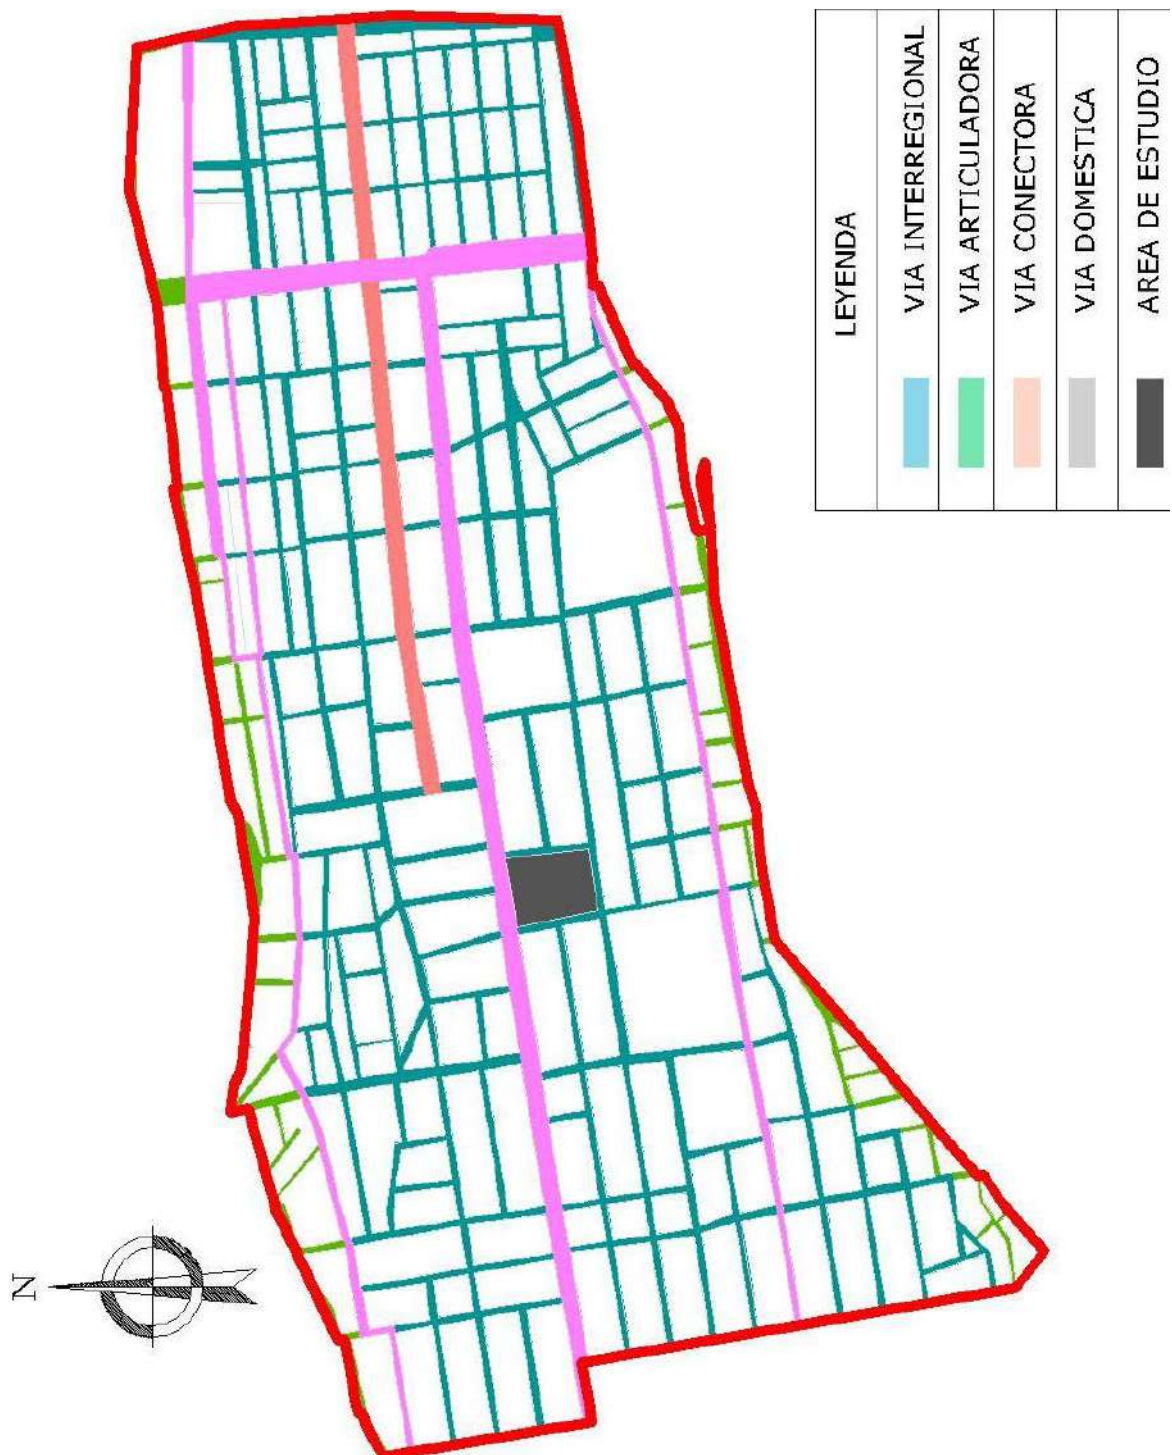 N
LEYENDA
VIA INTERREGIONAL
VIA ARTICULADORA
VIA CONECTORA
VIA DOMESTICA
AREA DE ESTUDIO